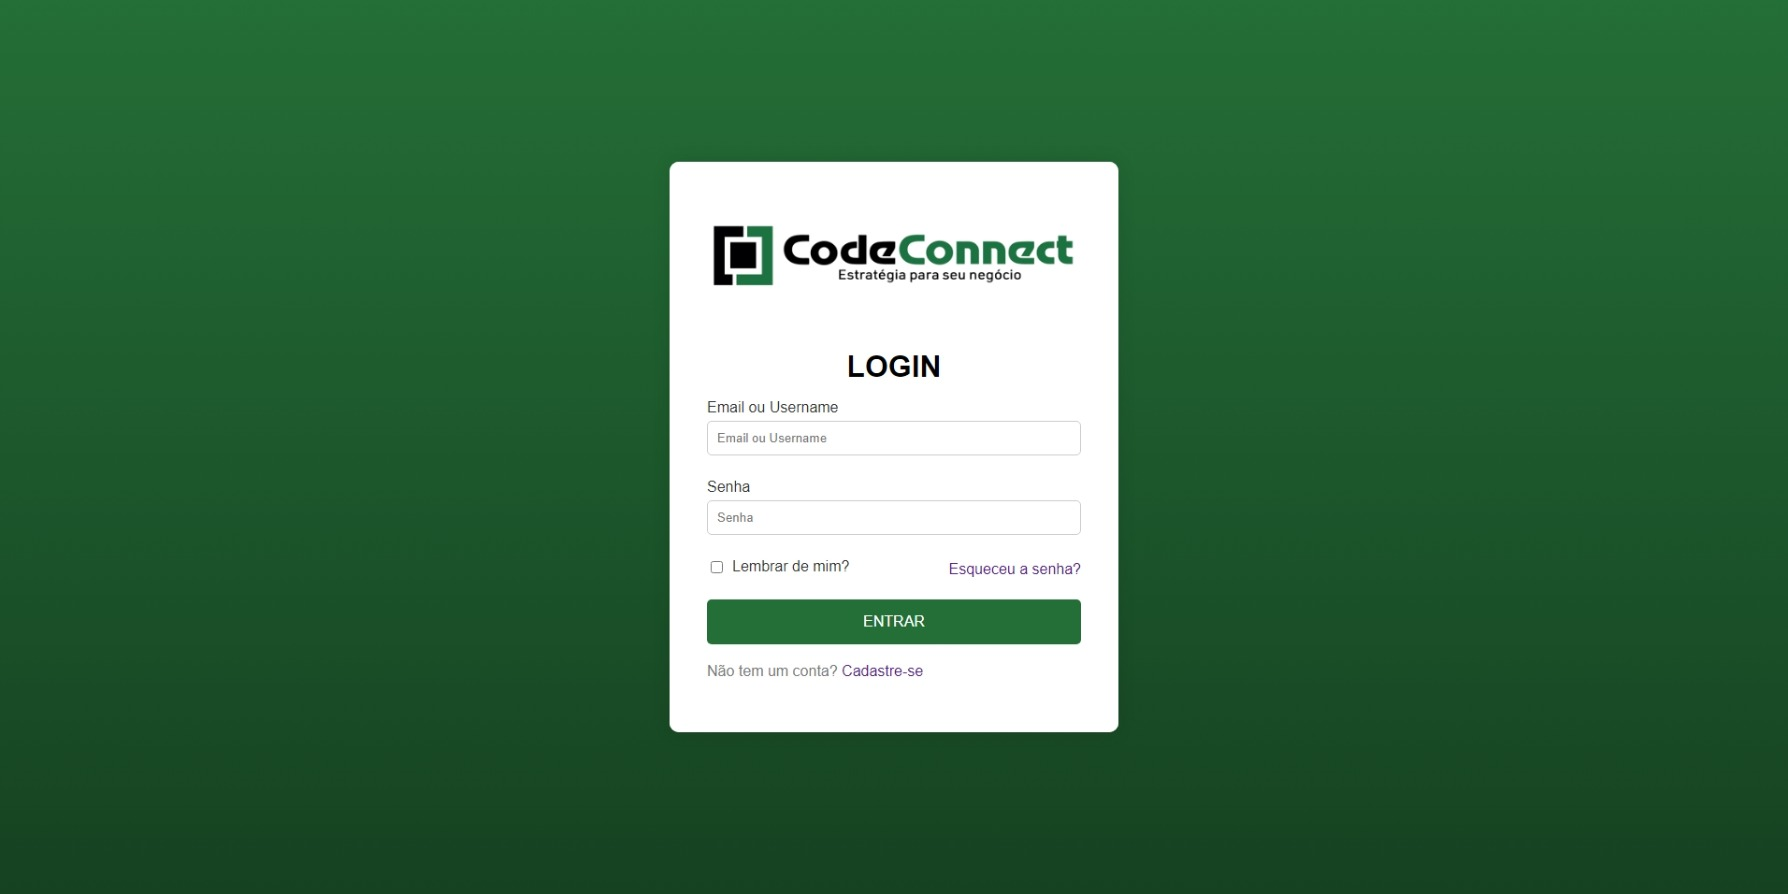 CodeConnect
Estratégia para seu negócio
LOGIN
Email ou Username
Email ou Username
Senha
Senha
Lembrar de mim? Esqueceu a senha?
ENTRAR
Não tem um conta? Cadastre-se